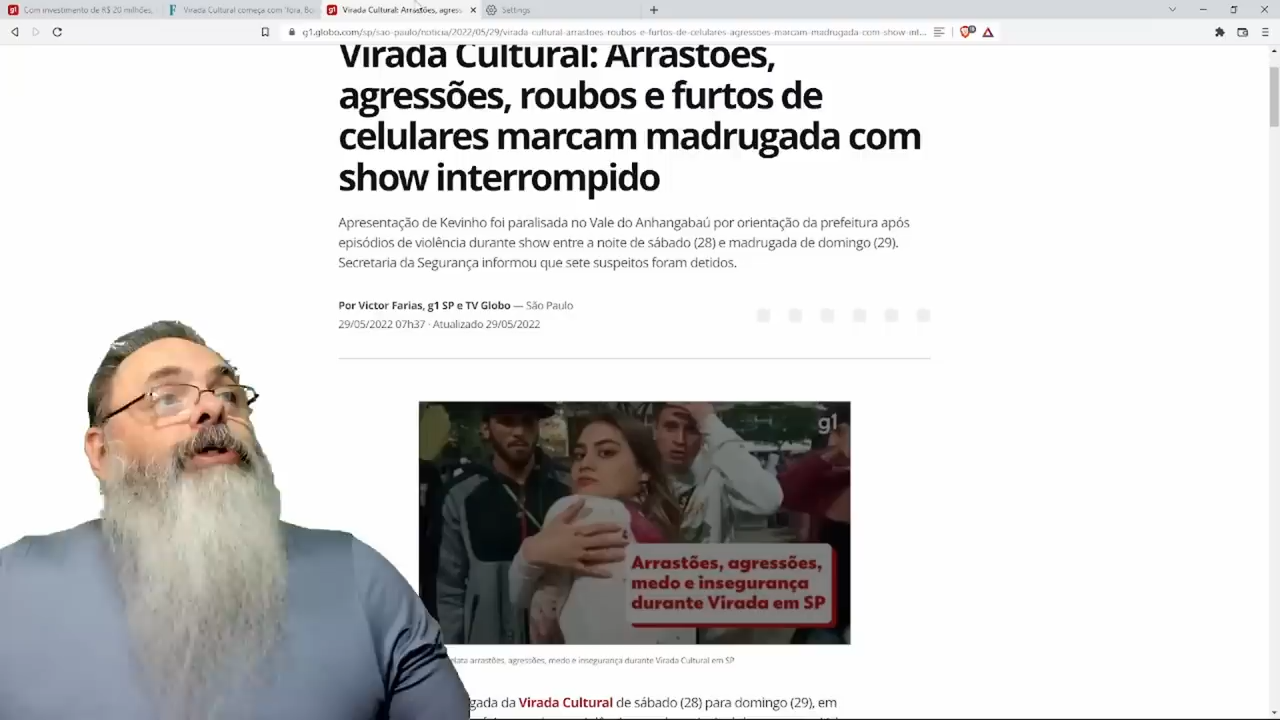 Com investimento de R$ 20 milhões,
Virada Cultural começa com 'fora, Bo
Virada Cultural: Arrastões, agress
Settings
g1.globo.com/sp/sao-paulo/noticia/2022/05/29/virada-cultural-arrastoes-roubos-e-furtos-de-celulares-agressoes-marcam-madrugada-com-show-int...
Virada Cultural: Arrastões,
agressões, roubos e furtos de
celulares marcam madrugada com
show interrompido
Apresentação de Kevinho foi paralisada no Vale do Anhangabaú por orientação da prefeitura após
episódios de violência durante show entre a noite de sábado (28) e madrugada de domingo (29).
Secretaria da Segurança informou que sete suspeitos foram detidos.
Por Victor Farias, g1 SP e TV Globo — São Paulo
29/05/2022 07h37 · Atualizado 29/05/2022
g1
Arrastões, agressões,
medo e insegurança
durante Virada em SP
arrastões, agressões, medo e insegurança durante Virada Cultural em SP
gada da Virada Cultural de sábado (28) para domingo (29), em